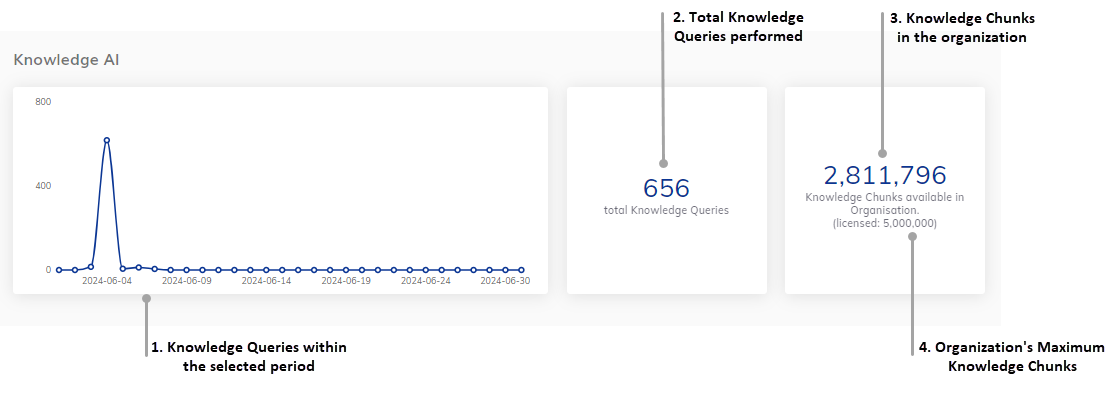 2. Total Knowledge
Queries performed
3. Knowledge Chunks
in the organization
Knowledge AI
800
400
0
2024-06-04
2024-06-09
2024-06-14
2024-06-19
2024-06-24
2024-06-30
656
total Knowledge Queries
2,811,796
Knowledge Chunks available in
Organisation.
(licensed: 5,000,000)
1. Knowledge Queries within
the selected period
4. Organization's Maximum
Knowledge Chunks